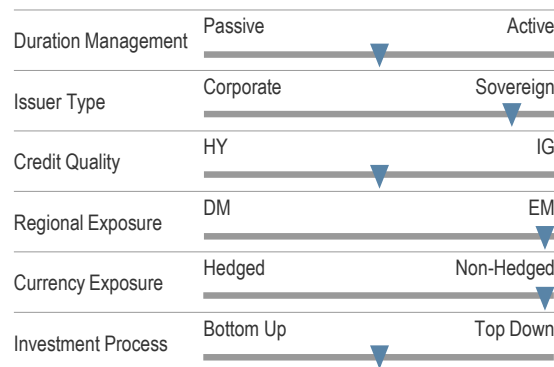 Duration Management Passive Active
Issuer Type Corporate Sovereign
Credit Quality HY IG
Regional Exposure DM EM
Currency Exposure Hedged Non-Hedged
Investment Process Bottom Up Top Down